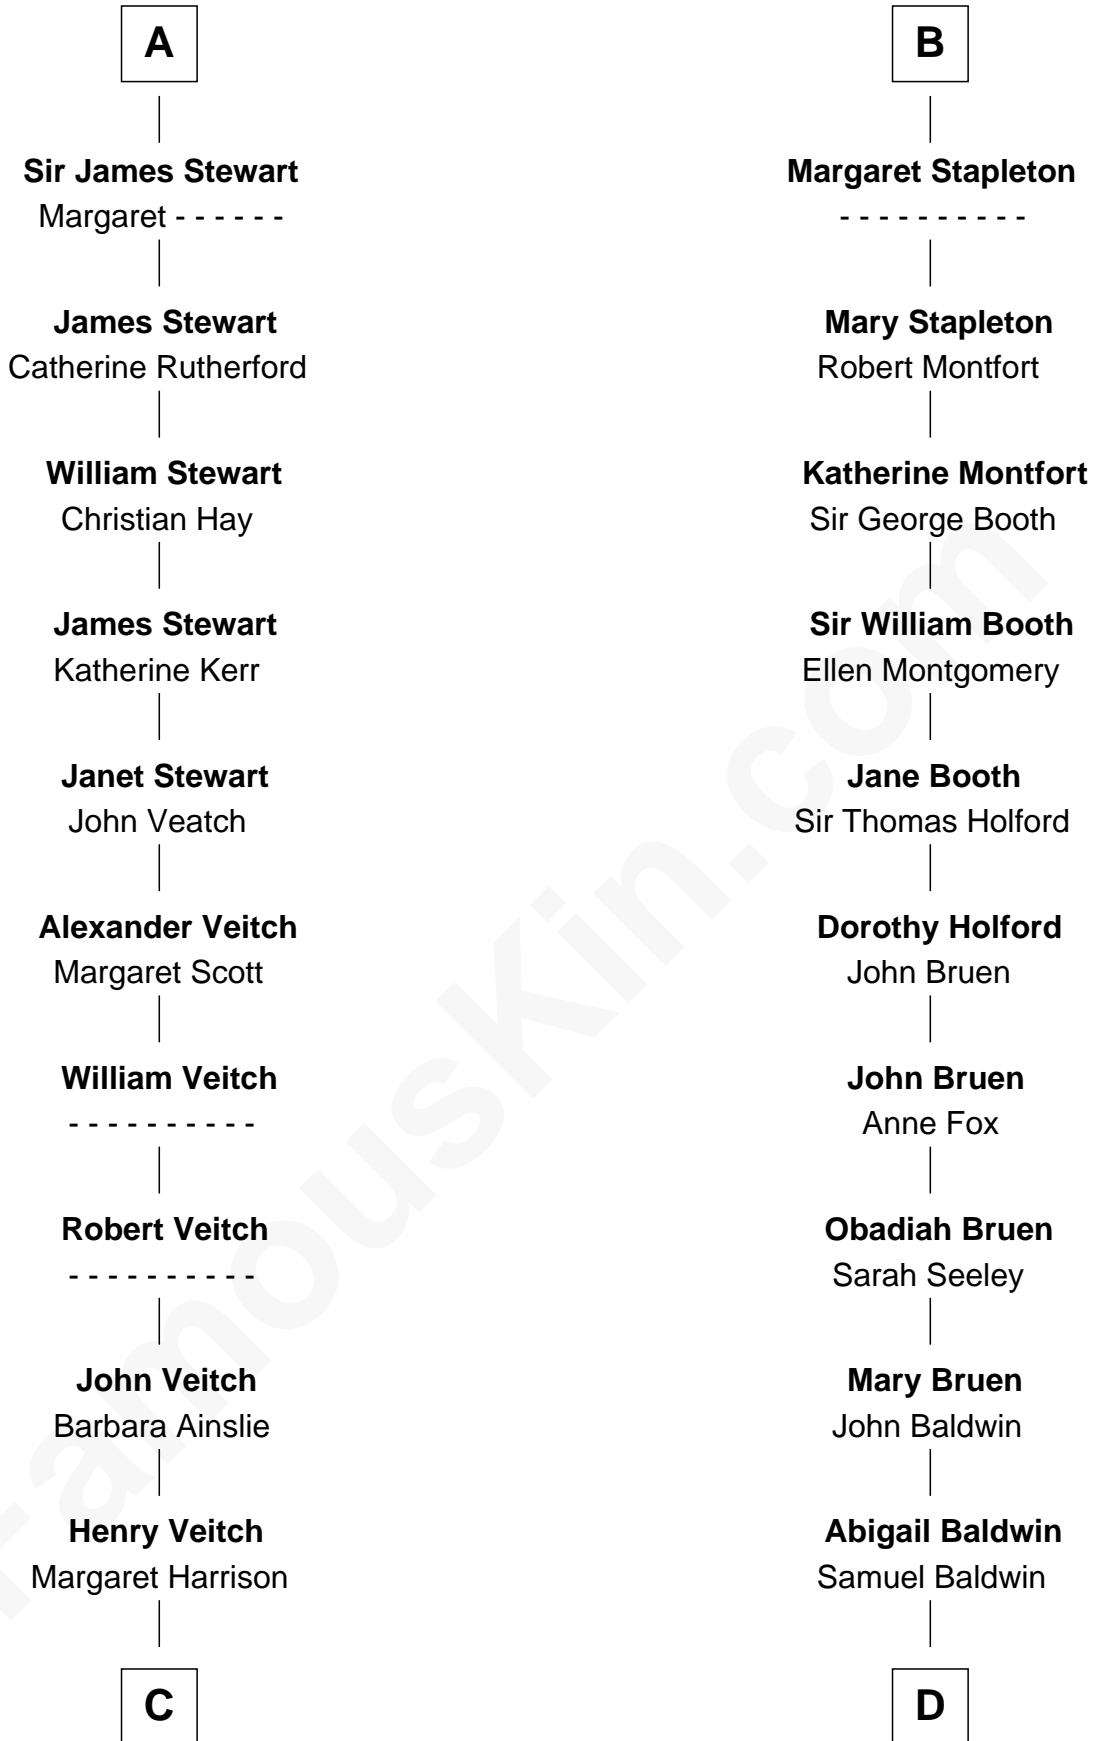 A
Sir James Stewart
Margaret - - - - - -
James Stewart
Catherine Rutherford
William Stewart
Christian Hay
James Stewart
Katherine Kerr
Janet Stewart
John Veatch
Alexander Veitch
Margaret Scott
William Veitch
- - - - - - - - - -
Robert Veitch
- - - - - - - - - -
John Veitch
Barbara Ainslie
Henry Veitch
Margaret Harrison
C
B
Margaret Stapleton
- - - - - - - - - -
Mary Stapleton
Robert Montfort
Katherine Montfort
Sir George Booth
Sir William Booth
Ellen Montgomery
Jane Booth
Sir Thomas Holford
Dorothy Holford
John Bruen
John Bruen
Anne Fox
Obadiah Bruen
Sarah Seeley
Mary Bruen
John Baldwin
Abigail Baldwin
Samuel Baldwin
D
FamousKin.com